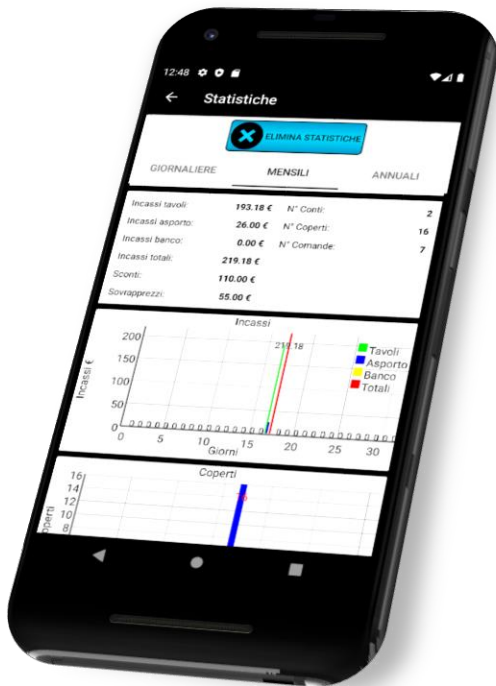 12:48
Statistiche
ELIMINA STATISTICHE
GIORNALIERE MENSILI ANNUALI
Incassi tavoli: 193.18 € N° Conti: 2
Incassi asporto: 26.00 € N° Coperti: 16
Incassi banco: 0.00 € N° Comande: 7
Incassi totali: 219.18 €
Sconti: 110.00 €
Sovrapprezzi: 55.00 €
Incassi
Incassi €
200
150
100
50
0
219.18
Tavoli
Asporto
Banco
Totali
0 5 10 15 20 25 30
Giorni
Coperti
16
14
12
10
8